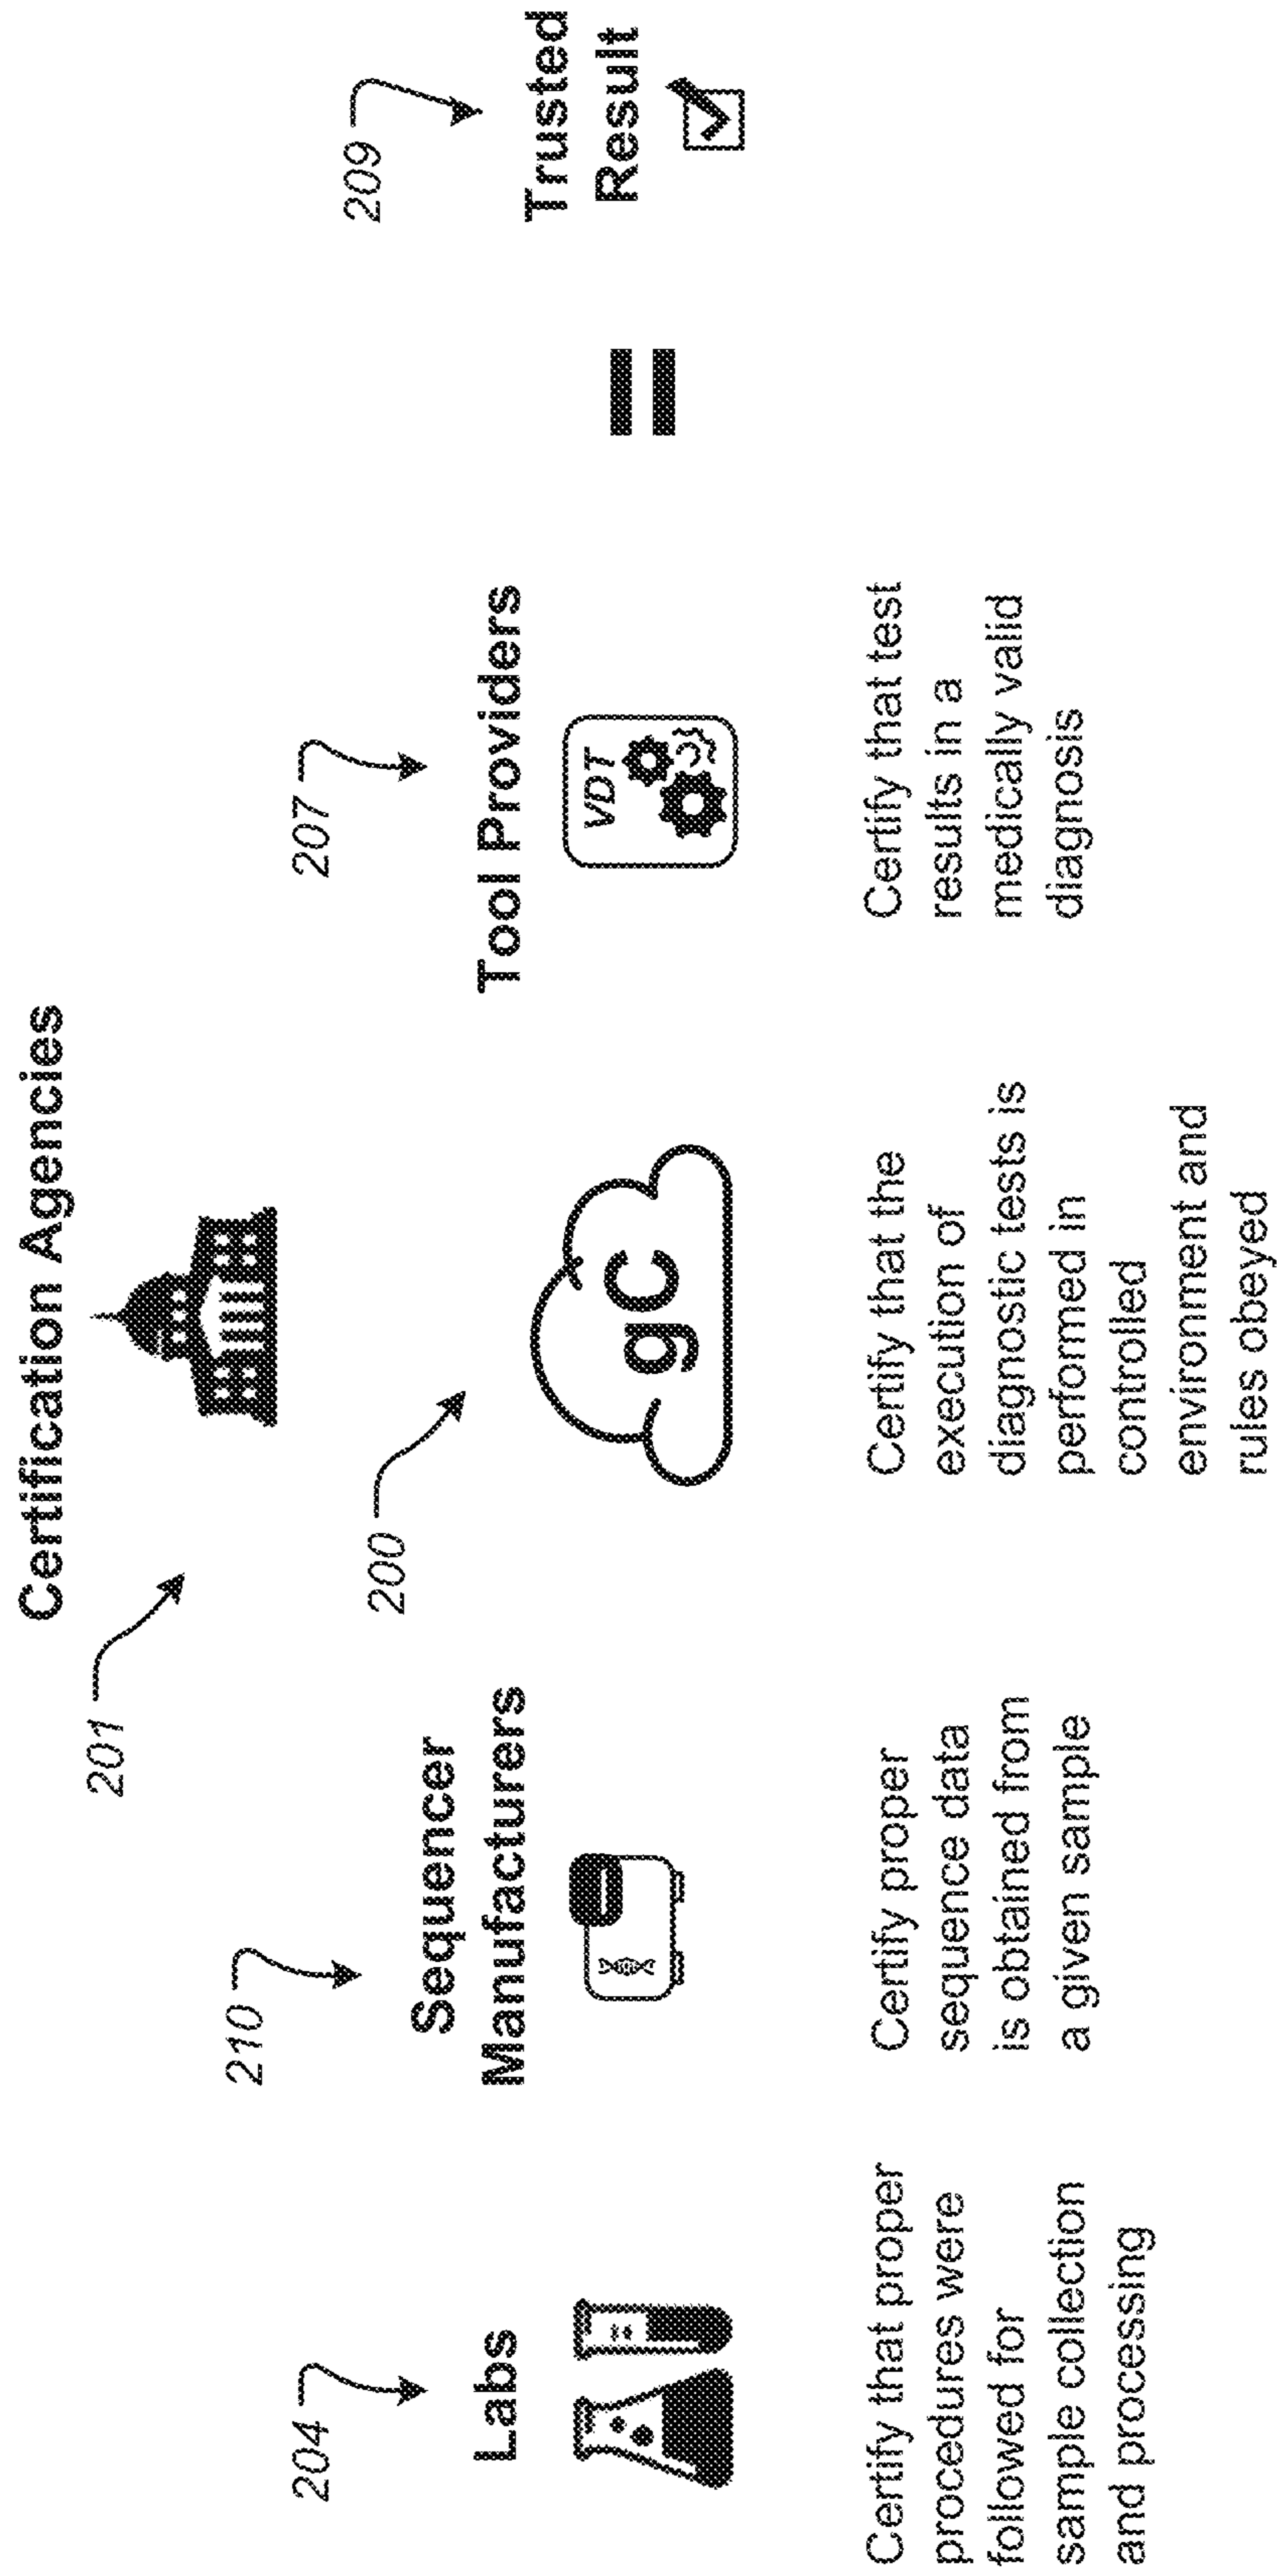 Certification Agencies
201
204
Labs
Certify that proper
procedures were
followed for
sample collection
and processing
210
Sequencer
Manufacturers
Certify proper
sequence data
is obtained from
a given sample
200
gC
Certify that the
execution of
diagnostic tests is
performed in
controlled
environment and
rules obeyed
207
Tool Providers
VDT
Certify that test
results in a
medically valid
diagnosis
=
209
Trusted
Result